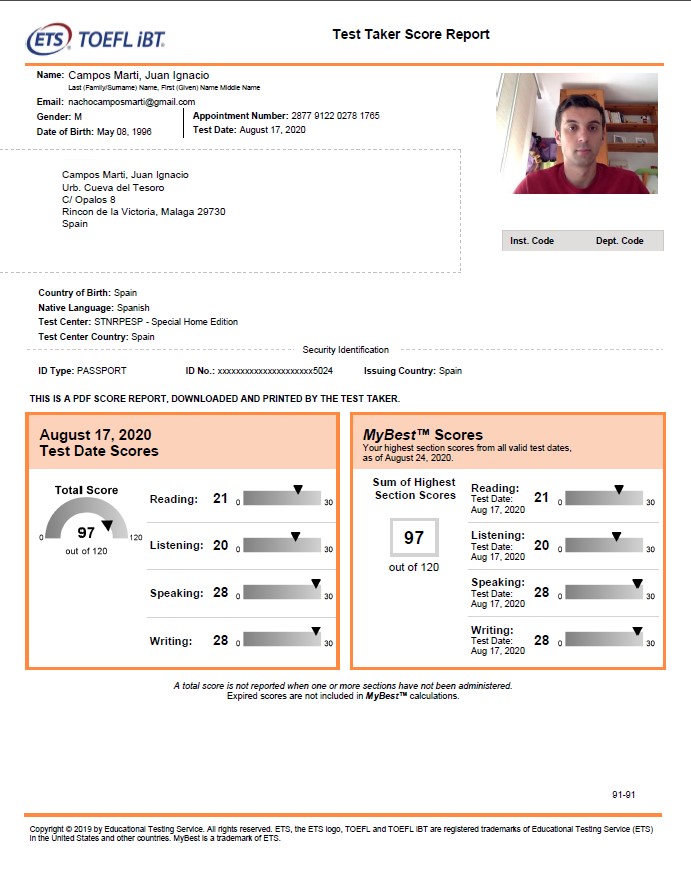 ETS TOEFL iBT.
Test Taker Score Report
Name: Campos Marti, Juan Ignacio
Last (Family/Surname) Name, First (Given) Name Middle Name
Email: nachocamposmarti@gmail.com
Gender: M
Date of Birth: May 08, 1996
Appointment Number: 2877 9122 0278 1765
Test Date: August 17, 2020
Campos Marti, Juan Ignacio
Urb. Cueva del Tesoro
C/ Opalos 8
Rincon de la Victoria, Malaga 29730
Spain
Inst. Code Dept. Code
Country of Birth: Spain
Native Language: Spanish
Test Center: STNRPESP - Special Home Edition
Test Center Country: Spain
Security Identification
ID Type: PASSPORT ID No.: xxxxxxxxxxxxxxxxxxxxx5024 Issuing Country: Spain
THIS IS A PDF SCORE REPORT, DOWNLOADED AND PRINTED BY THE TEST TAKER.
August 17, 2020
Test Date Scores
Total Score
97
0 120
out of 120
Reading: 21 0 30
Listening: 20 0 30
Speaking: 28 0 30
Writing: 28 0 30
MyBest™ Scores
Your highest section scores from all valid test dates,
as of August 24, 2020.
Sum of Highest
Section Scores
97
out of 120
Reading:
Test Date:
Aug 17, 2020
21 0 30
Listening:
Test Date:
Aug 17, 2020
20 0 30
Speaking:
Test Date:
Aug 17, 2020
28 0 30
Writing:
Test Date:
Aug 17, 2020
28 0 30
A total score is not reported when one or more sections have not been administered.
Expired scores are not included in MyBest™ calculations.
91-91
Copyright © 2019 by Educational Testing Service. All rights reserved. ETS, the ETS logo, TOEFL and TOEFL iBT are registered trademarks of Educational Testing Service (ETS)
in the United States and other countries. MyBest is a trademark of ETS.